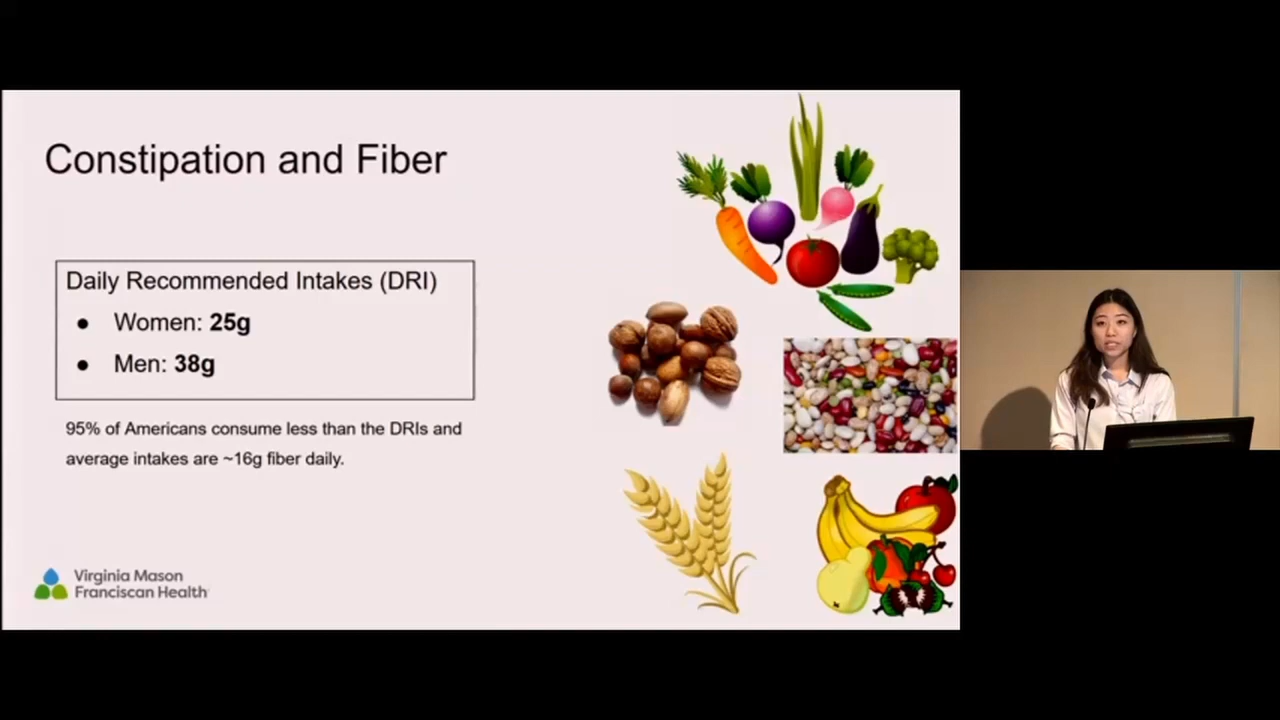 Constipation and Fiber
Daily Recommended Intakes (DRI)
● Women: 25g
● Men: 38g
95% of Americans consume less than the DRIs and
average intakes are ~16g fiber daily.
Virginia Mason
Franciscan Health